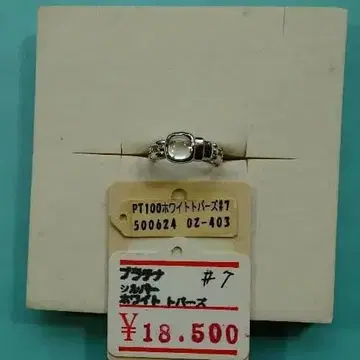 PT100ホワイトトパーズ#7
500624 02-403
プラチナ #7
シルバー
ホワイト トパーズ
¥18.500